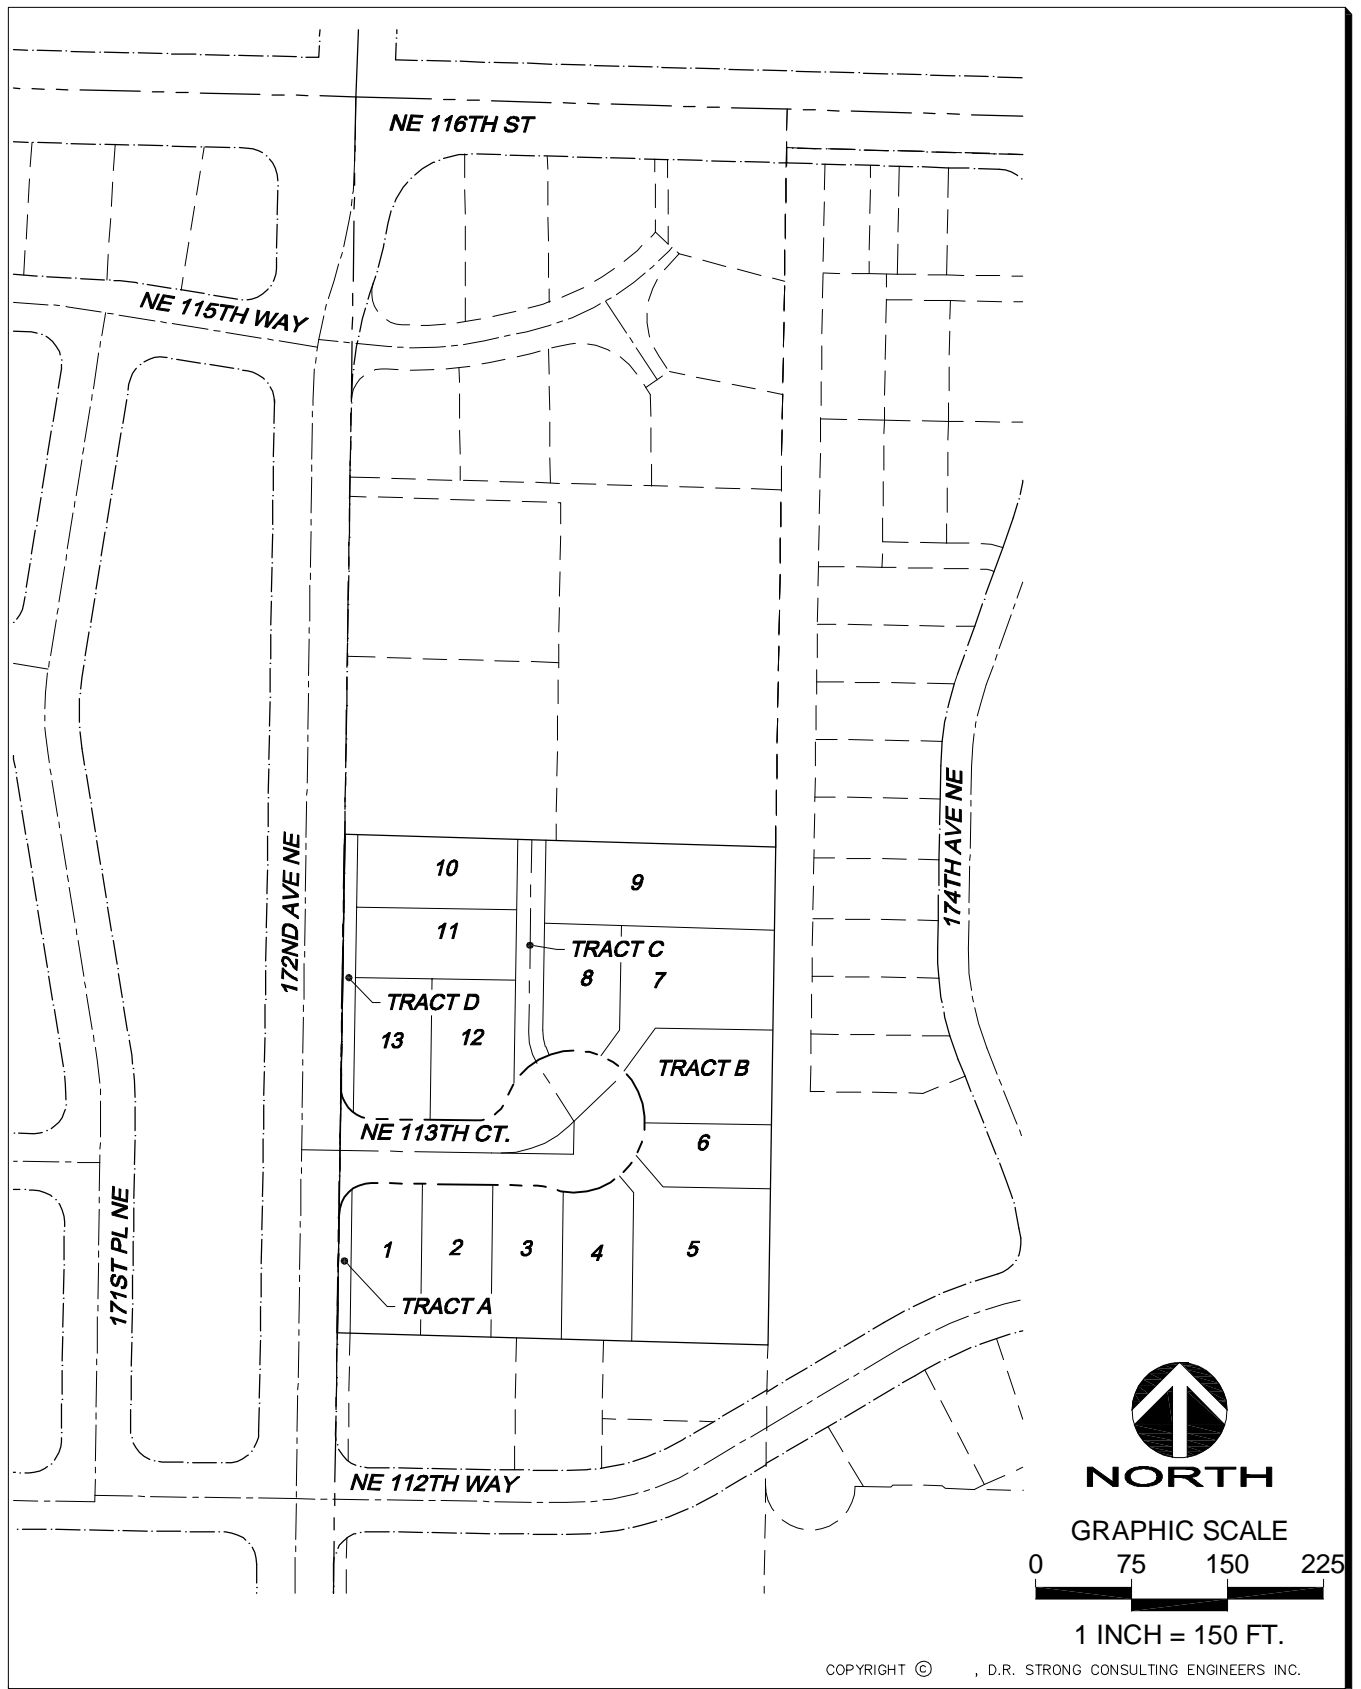 NE 116TH ST
NE 115TH WAY
10
9
11
172ND AVE NE
174TH AVE NE
TRACT C
8
7
TRACT D
13
12
TRACT B
NE 113TH CT.
6
171ST PL NE
1
2
3
4
5
TRACT A
NE 112TH WAY
NORTH
GRAPHIC SCALE
0 75 150 225
1 INCH = 150 FT.
COPYRIGHT © , D.R. STRONG CONSULTING ENGINEERS INC.